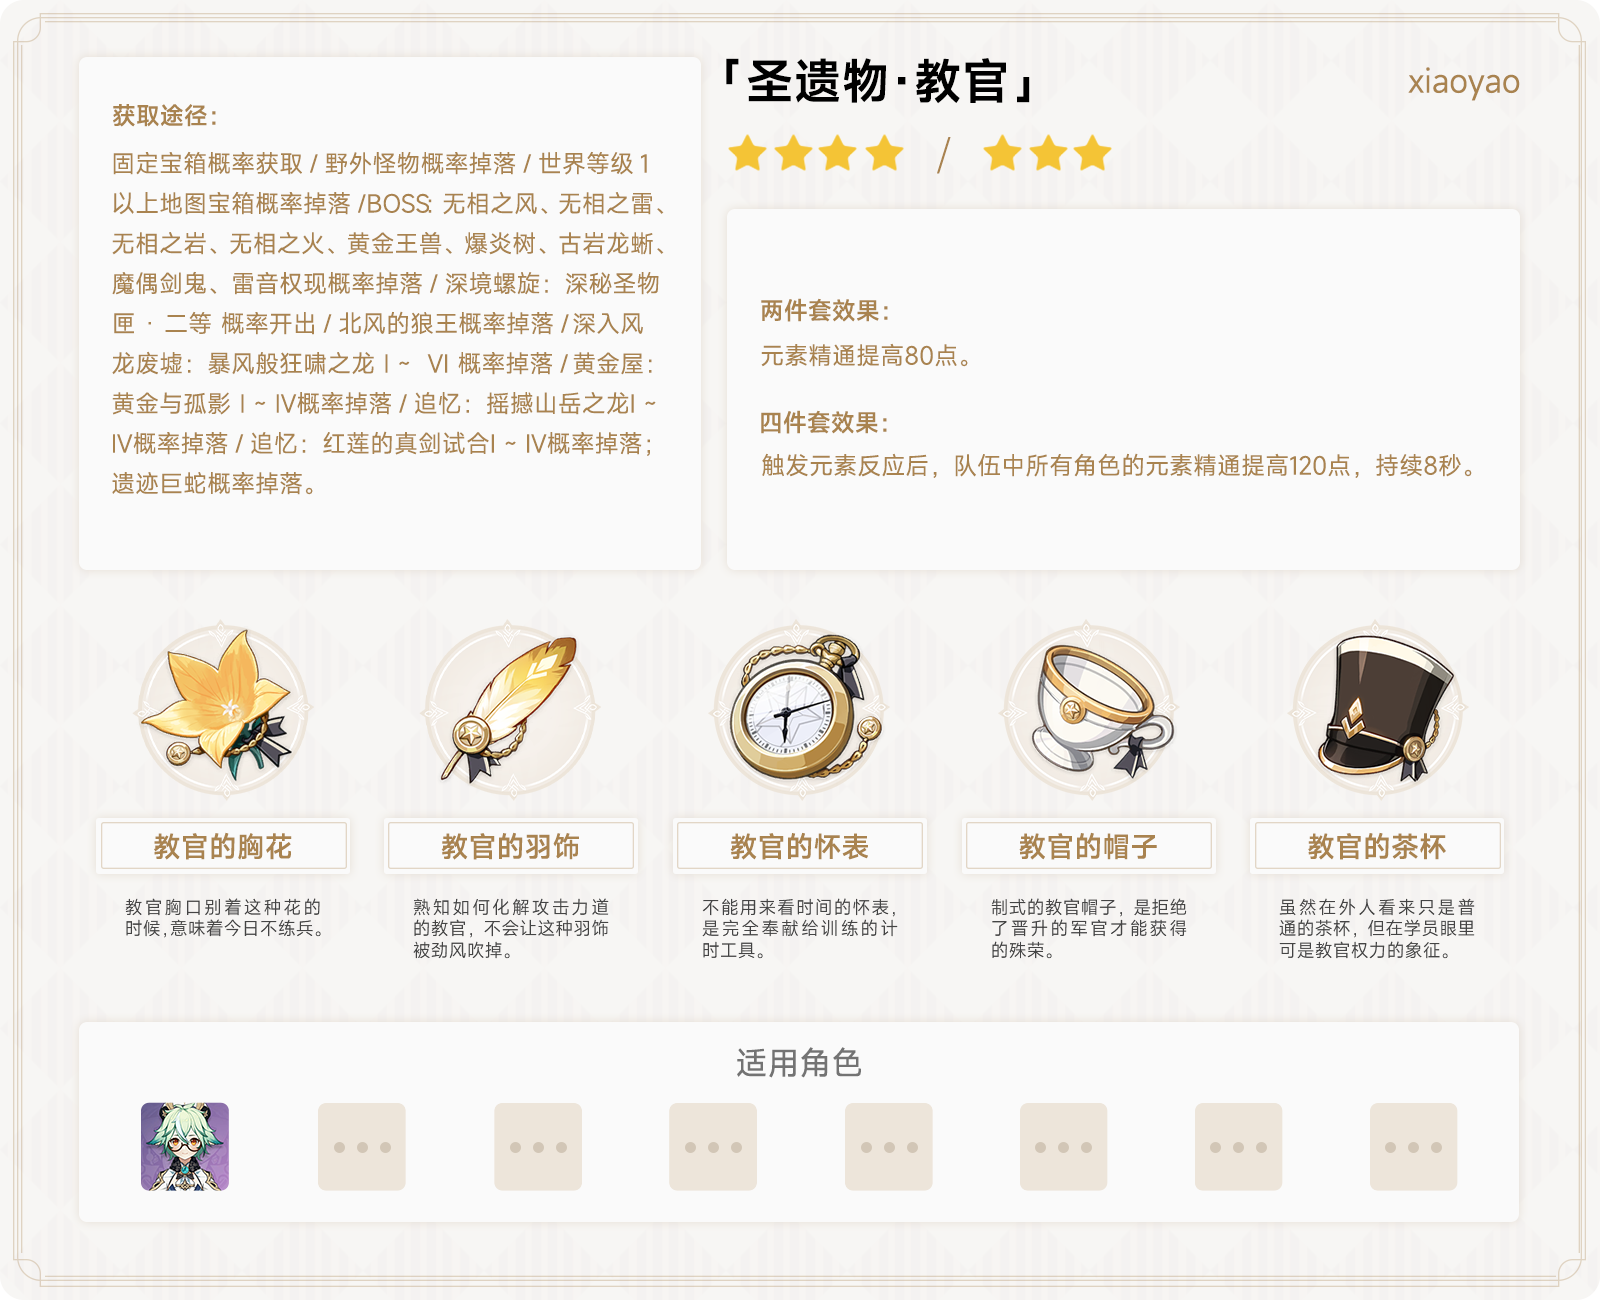 获取途径：
固定宝箱概率获取 / 野外怪物概率掉落 / 世界等级 1
以上地图宝箱概率掉落 /BOSS: 无相之风、无相之雷、
无相之岩、无相之火、黄金王兽、爆炎树、古岩龙蜥、
魔偶剑鬼、雷音权现概率掉落 / 深境螺旋：深秘圣物
匣 · 二等 概率开出 / 北风的狼王概率掉落 /深入风
龙废墟：暴风般狂啸之龙 I ~ VI 概率掉落 /黄金屋：
黄金与孤影 I ~ IV概率掉落 / 追忆：摇撼山岳之龙I ~
IV概率掉落 / 追忆：红莲的真剑试合I ~ IV概率掉落；
遗迹巨蛇概率掉落。
「圣遗物·教官」
xiaoyao
/
两件套效果：
元素精通提高80点。
四件套效果：
触发元素反应后，队伍中所有角色的元素精通提高120点，持续8秒。
教官的胸花
教官胸口别着这种花的
时候,意味着今日不练兵。
教官的羽饰
熟知如何化解攻击力道
的教官，不会让这种羽饰
被劲风吹掉。
教官的怀表
不能用来看时间的怀表，
是完全奉献给训练的计
时工具。
教官的帽子
制式的教官帽子，是拒绝
了晋升的军官才能获得
的殊荣。
教官的茶杯
虽然在外人看来只是普
通的茶杯，但在学员眼里
可是教官权力的象征。
适用角色